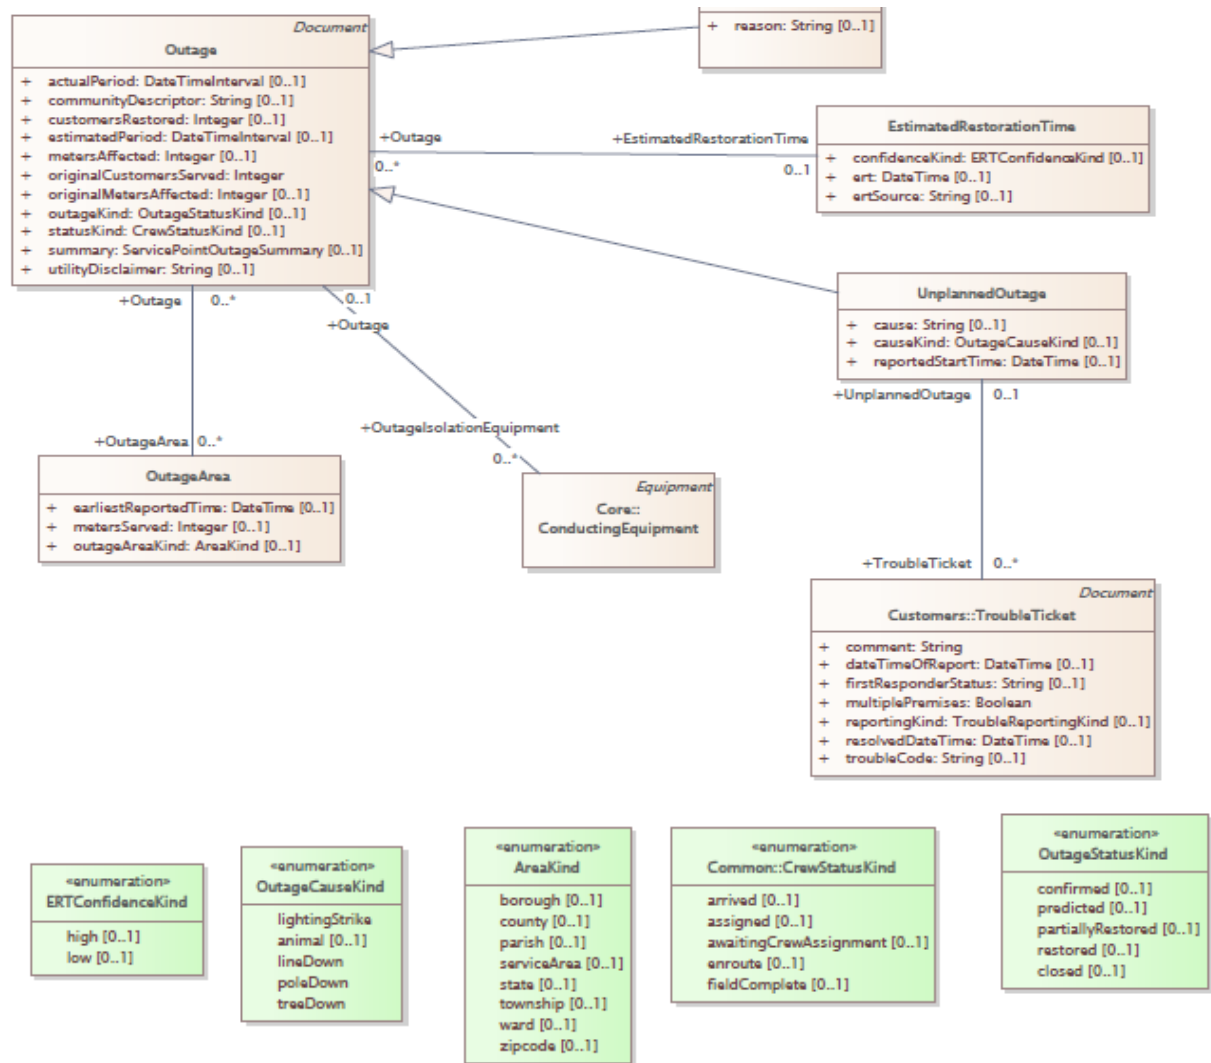 Document
Outage
+ actualPeriod: DateTimeInterval [0..1]
+ communityDescriptor: String [0..1]
+ customersRestored: Integer [0..1]
+ estimatedPeriod: DateTimeInterval [0..1]
+ metersAffected: Integer [0..1]
+ originalCustomersServed: Integer
+ originalMetersAffected: Integer [0..1]
+ outageKind: OutageStatusKind [0..1]
+ statusKind: CrewStatusKind [0..1]
+ summary: ServicePointOutageSummary [0..1]
+ utilityDisclaimer: String [0..1]
+ reason: String [0..1]
+Outage
0..*
+EstimatedRestorationTime
0..1
EstimatedRestorationTime
+ confidenceKind: ERTConfidenceKind [0..1]
+ ert: DateTime [0..1]
+ ertSource: String [0..1]
+Outage 0..*
0..1
+Outage
UnplannedOutage
+ cause: String [0..1]
+ causeKind: OutageCauseKind [0..1]
+ reportedStartTime: DateTime [0..1]
+UnplannedOutage 0..1
+OutageArea 0..*
+OutageIsolationEquipment
0..*
OutageArea
+ earliestReportedTime: DateTime [0..1]
+ metersServed: Integer [0..1]
+ outageAreaKind: AreaKind [0..1]
Equipment
Core::
ConductingEquipment
+TroubleTicket 0..*
Document
Customers::TroubleTicket
+ comment: String
+ dateTimeOfReport: DateTime [0..1]
+ firstResponderStatus: String [0..1]
+ multiplePremises: Boolean
+ reportingKind: TroubleReportingKind [0..1]
+ resolvedDateTime: DateTime [0..1]
+ troubleCode: String [0..1]
«enumeration»
ERTConfidenceKind
high [0..1]
low [0..1]
«enumeration»
OutageCauseKind
lightingStrike
animal [0..1]
lineDown
poleDown
treeDown
«enumeration»
AreaKind
borough [0..1]
county [0..1]
parish [0..1]
serviceArea [0..1]
state [0..1]
township [0..1]
ward [0..1]
zipcode [0..1]
«enumeration»
Common::CrewStatusKind
arrived [0..1]
assigned [0..1]
awaitingCrewAssignment [0..1]
enroute [0..1]
fieldComplete [0..1]
«enumeration»
OutageStatusKind
confirmed [0..1]
predicted [0..1]
partiallyRestored [0..1]
restored [0..1]
closed [0..1]